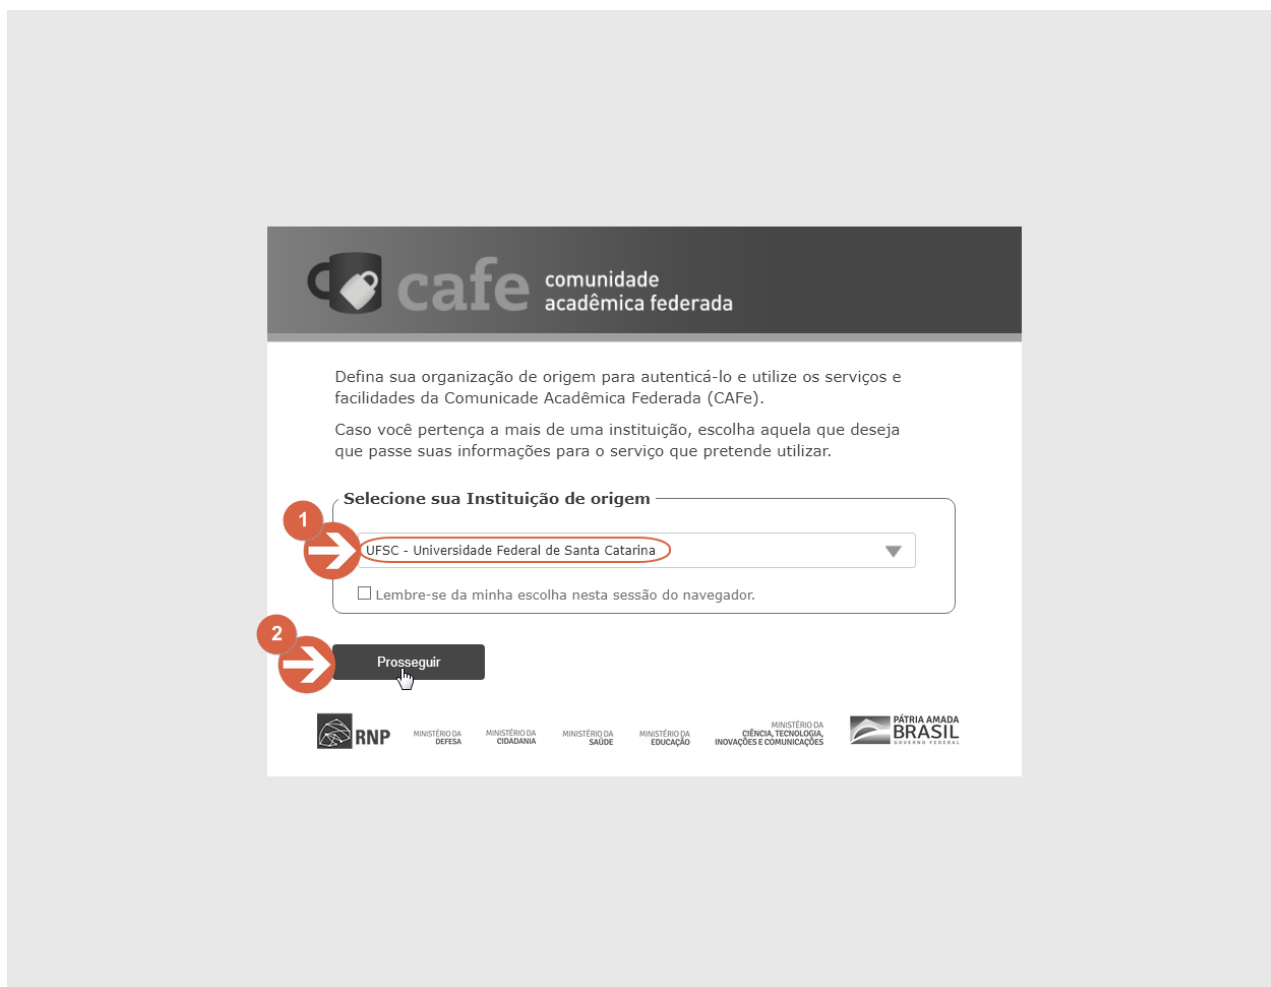 cafe comunidade
acadêmica federada
Defina sua organização de origem para autenticá-lo e utilize os serviços e
facilidades da Comunicade Acadêmica Federada (CAFe).
Caso você pertença a mais de uma instituição, escolha aquela que deseja
que passe suas informações para o serviço que pretende utilizar.
Selecione sua Instituição de origem
1
UFSC - Universidade Federal de Santa Catarina
Lembre-se da minha escolha nesta sessão do navegador.
2
Prosseguir
RNP
MINISTÉRIO DA
DEFESA
MINISTÉRIO DA
CIDADANIA
MINISTÉRIO DA
SAÚDE
MINISTÉRIO DA
EDUCAÇÃO
MINISTÉRIO DA
CIÊNCIA, TECNOLOGIA,
INOVAÇÕES E COMUNICAÇÕES
PÁTRIA AMADA
BRASIL
GOVERNO FEDERAL